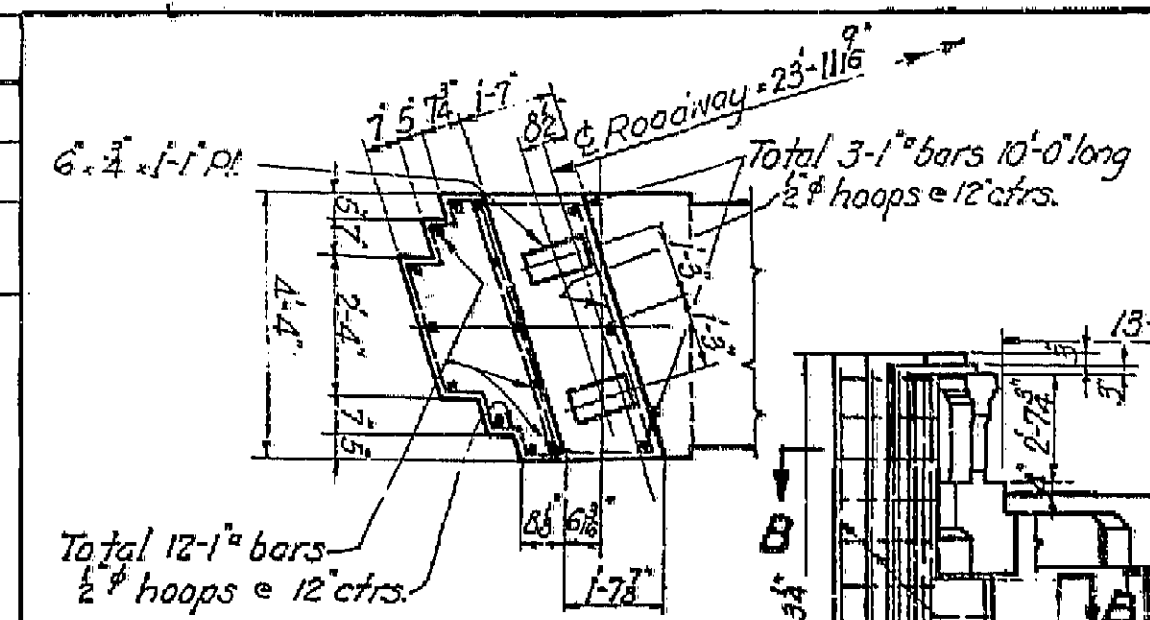 7" 5" 7 3/4" 1'-7"
8 1/2"
℄ Roadway = 23'-11 9/16"
6" × 3/4" × 1'-1" Pl.
Total 3-1"▫ bars 10'-0" long
1/2"ϕ hoops @ 12" ctrs.
5"
7"
2'-4"
4'-4"
7"
5"
1'-3"
1'-3"
8 1/8" 6 3/16"
1'-7 7/8"
Total 12-1"▫ bars
1/2"ϕ hoops @ 12" ctrs.
13-
3"
2'-7 3/4"
B